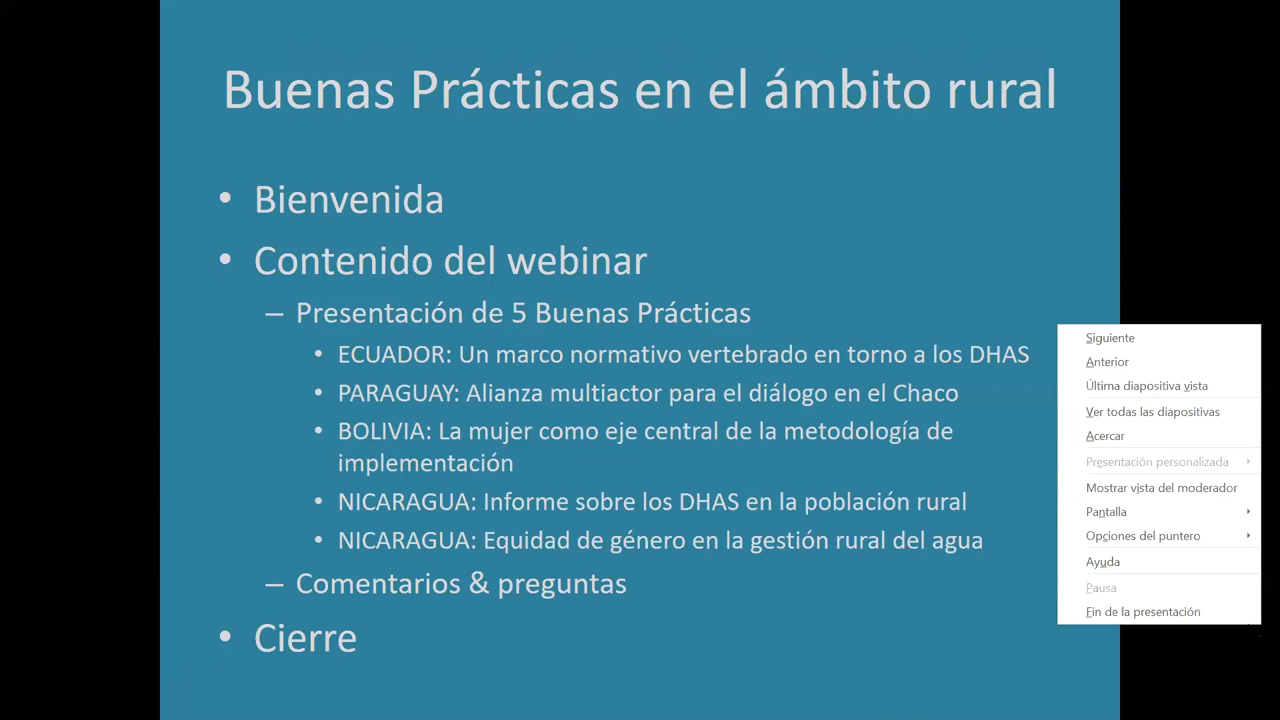 Buenas Prácticas en el ámbito rural
• Bienvenida
• Contenido del webinar
– Presentación de 5 Buenas Prácticas
• ECUADOR: Un marco normativo vertebrado en torno a los DHAS
• PARAGUAY: Alianza multiactor para el diálogo en el Chaco
• BOLIVIA: La mujer como eje central de la metodología de
implementación
• NICARAGUA: Informe sobre los DHAS en la población rural
• NICARAGUA: Equidad de género en la gestión rural del agua
– Comentarios & preguntas
• Cierre
Siguiente
Anterior
Última diapositiva vista
Ver todas las diapositivas
Acercar
Presentación personalizada
Mostrar vista del moderador
Pantalla
Opciones del puntero
Ayuda
Pausa
Fin de la presentación